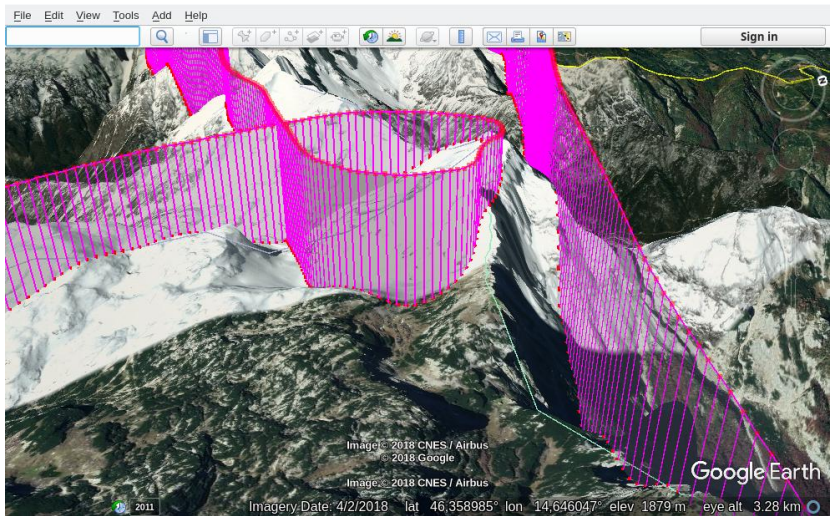 File Edit View Tools Add Help
Sign in
Image © 2018 CNES / Airbus
© 2018 Google
Image © 2018 CNES / Airbus
Google Earth
2011 Imagery Date: 4/2/2018 lat 46,358985° lon 14,646047° elev 1879 m eye alt 3.28 km